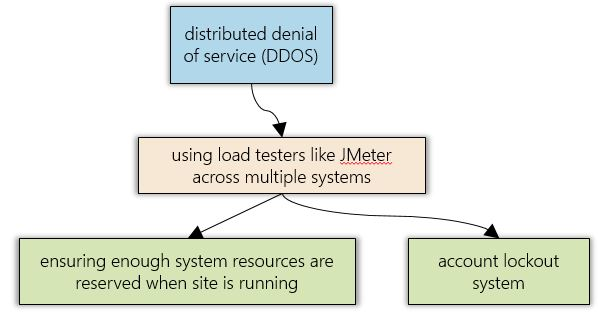 distributed denial
of service (DDOS)
using load testers like JMeter
across multiple systems
ensuring enough system resources are
reserved when site is running
account lockout
system